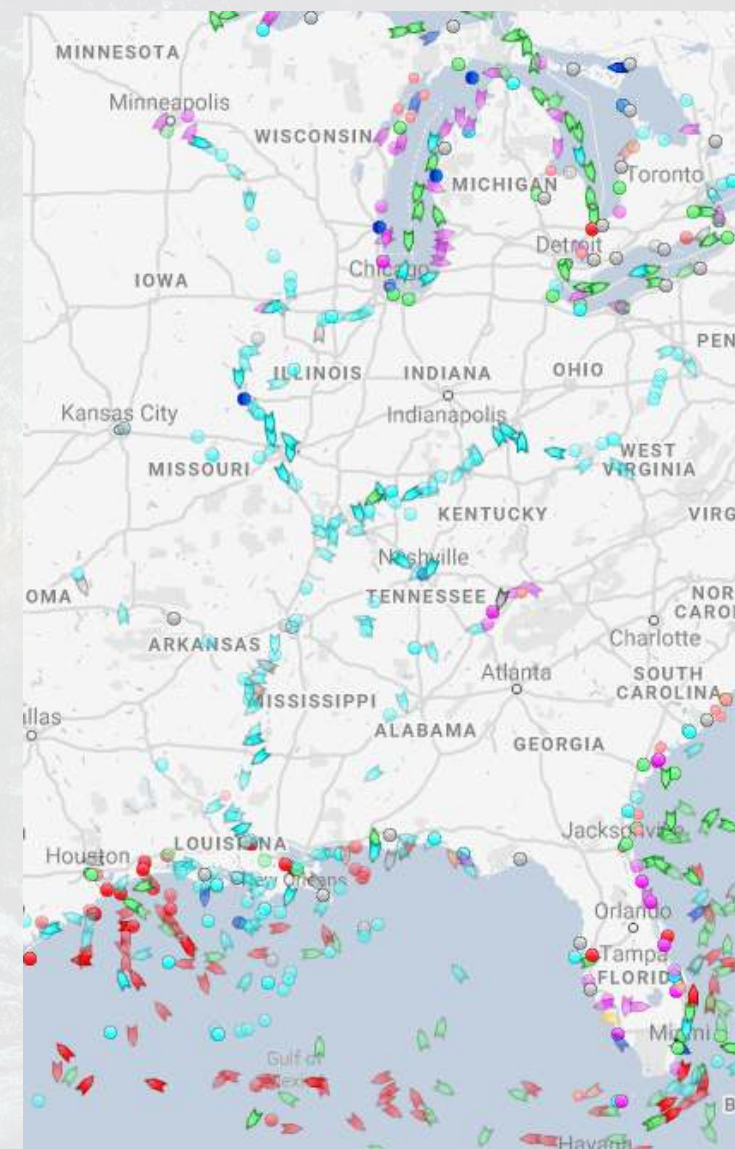 MINNESOTA
Minneapolis
WISCONSIN
MICHIGAN
Toronto
Detroit
Chicago
IOWA
PEN
ILLINOIS
INDIANA
OHIO
Kansas City
Indianapolis
MISSOURI
WEST
VIRGINIA
KENTUCKY
VIRG
Nashville
OMA
TENNESSEE
NOR
CAROL
ARKANSAS
Charlotte
Atlanta
SOUTH
CAROLINA
MISSISSIPPI
allas
ALABAMA
GEORGIA
Jacksonville
LOUISIANA
Houston
New Orleans
Orlando
Tampa
FLORID
Miami
Gulf of
Mexico
B
Havana